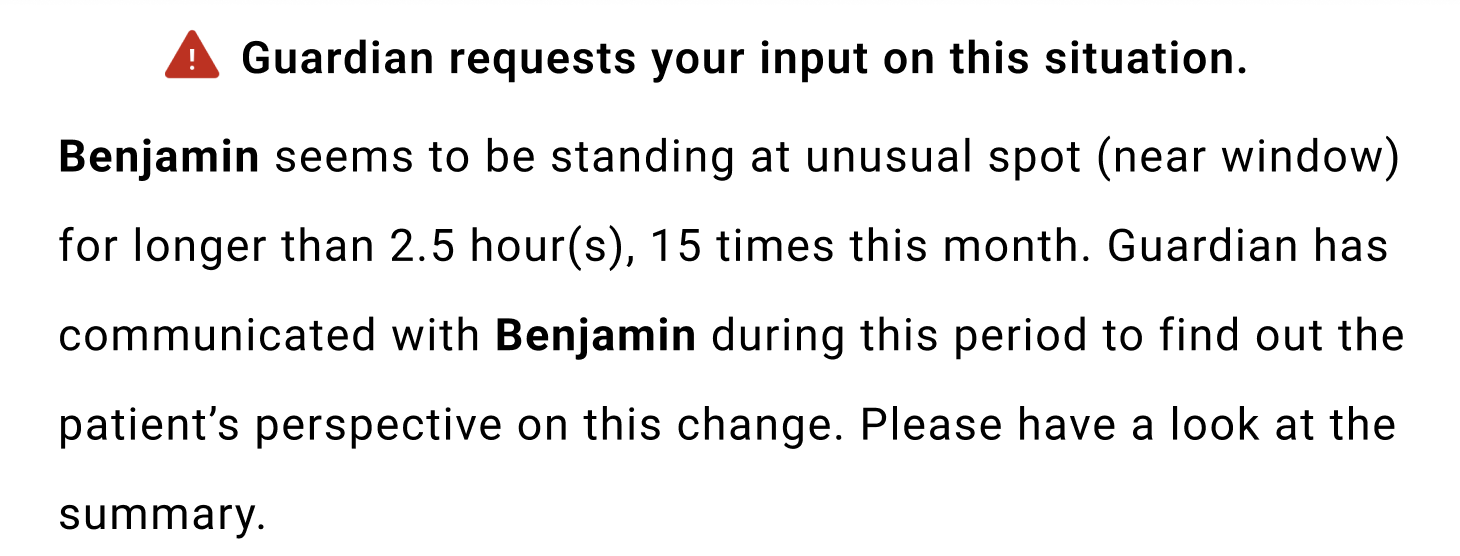 Guardian requests your input on this situation.
Benjamin seems to be standing at unusual spot (near window)
for longer than 2.5 hour(s), 15 times this month. Guardian has
communicated with Benjamin during this period to find out the
patient’s perspective on this change. Please have a look at the
summary.